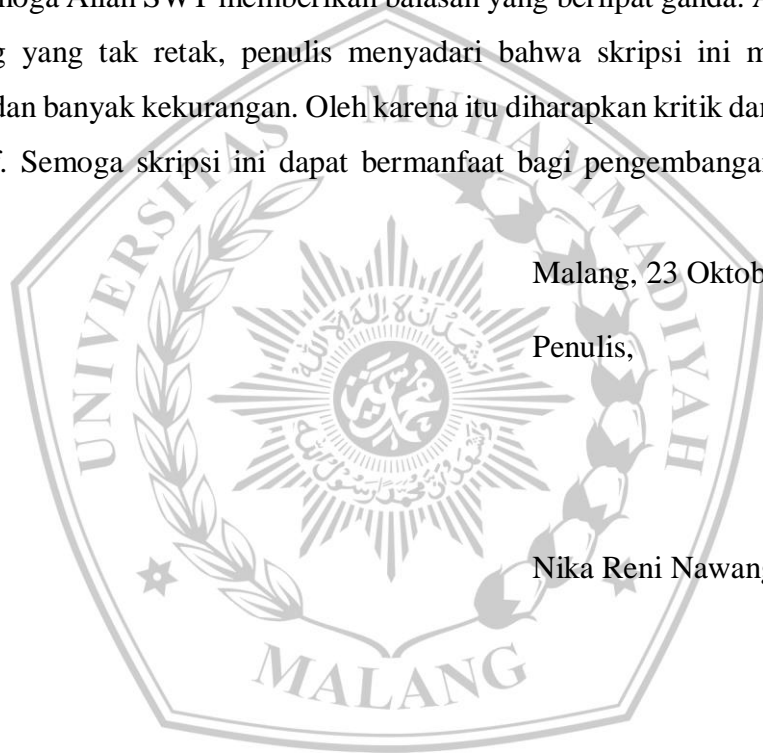 moga Allah SWT memberikan balasan yang berlipat ganda. A
g yang tak retak, penulis menyadari bahwa skripsi ini m
dan banyak kekurangan. Oleh karena itu diharapkan kritik dan
f. Semoga skripsi ini dapat bermanfaat bagi pengembangan
Malang, 23 Oktob
Penulis,
Nika Reni Nawang
UNIVERSITAS MUHAMMADIYAH
MALANG